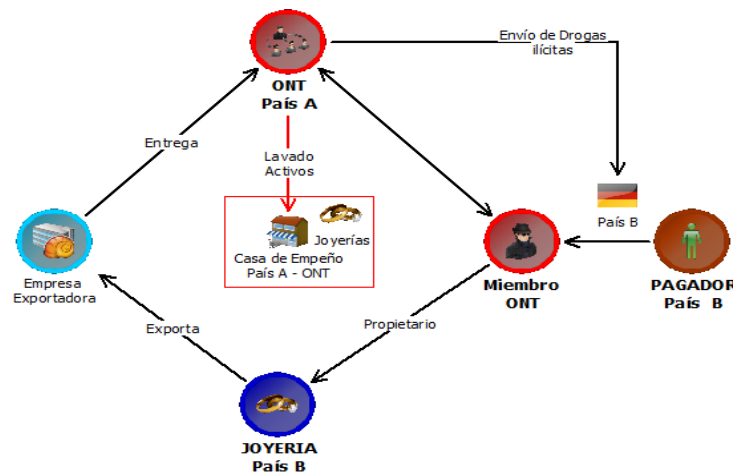 Envío de Drogas
ilícitas
ONT
País A
Entrega
Lavado
Activos
País B
Joyerías
Casa de Empeño
País A - ONT
Empresa
Exportadora
Miembro
ONT
PAGADOR
País B
Exporta
Propietario
JOYERIA
País B